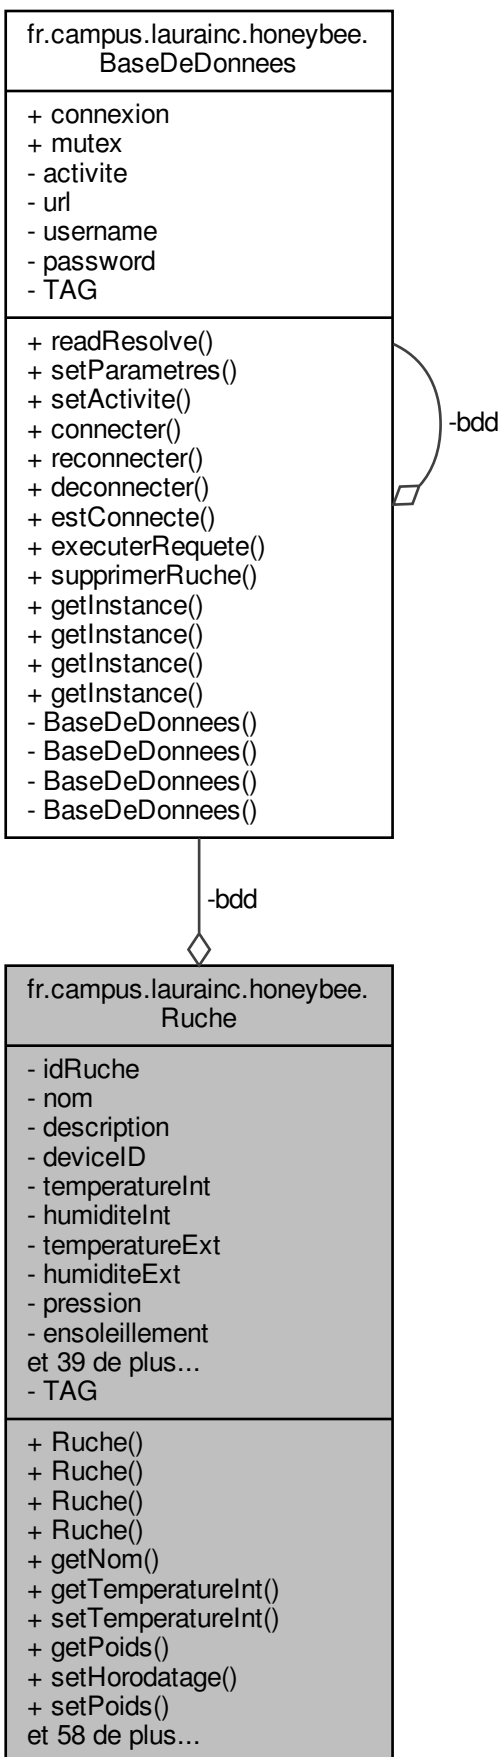 fr.campus.laurainc.honeybee.
BaseDeDonnees
+ connexion
+ mutex
- activite
- url
- username
- password
- TAG
+ readResolve()
+ setParametres()
+ setActivite()
+ connecter()
+ reconnecter()
+ deconnecter()
+ estConnecte()
+ executerRequete()
+ supprimerRuche()
+ getInstance()
+ getInstance()
+ getInstance()
+ getInstance()
- BaseDeDonnees()
- BaseDeDonnees()
- BaseDeDonnees()
- BaseDeDonnees()
-bdd
-bdd
fr.campus.laurainc.honeybee.
Ruche
- idRuche
- nom
- description
- deviceID
- temperatureInt
- humiditeInt
- temperatureExt
- humiditeExt
- pression
- ensoleillement
et 39 de plus...
- TAG
+ Ruche()
+ Ruche()
+ Ruche()
+ Ruche()
+ getNom()
+ getTemperatureInt()
+ setTemperatureInt()
+ getPoids()
+ setHorodatage()
+ setPoids()
et 58 de plus...